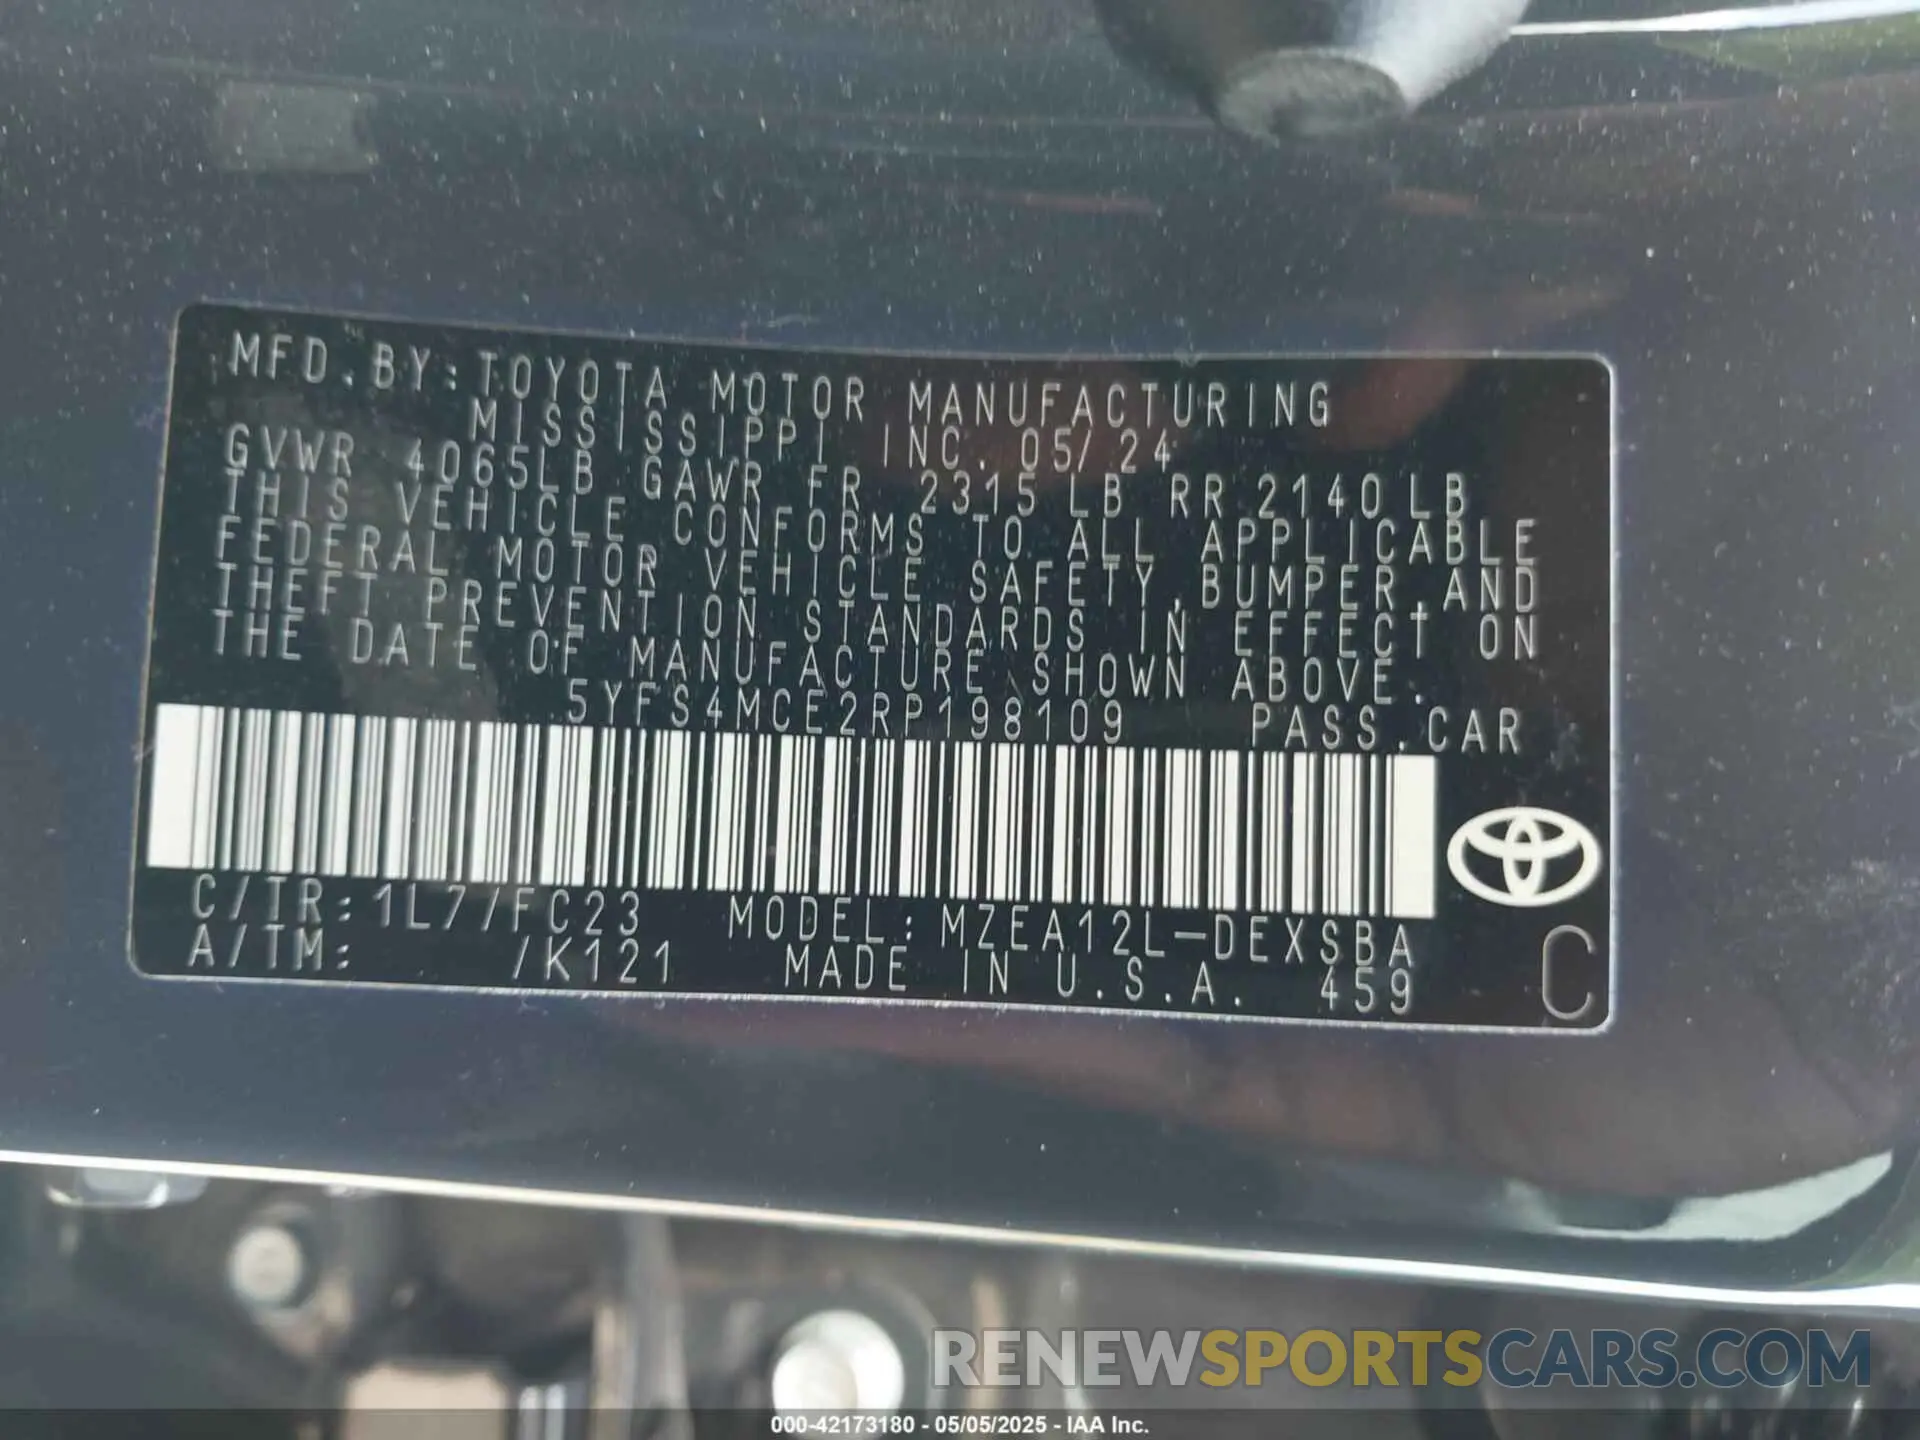 MFD.BY:TOYOTA MOTOR MANUFACTURING
MISSISSIPPI, INC. 05/24
GVWR 4065LB GAWR FR 2315LB RR 2140LB
THIS VEHICLE CONFORMS TO ALL APPLICABLE
FEDERAL MOTOR VEHICLE SAFETY,BUMPER,AND
THEFT PREVENTION STANDARDS IN EFFECT ON
THE DATE OF MANUFACTURE SHOWN ABOVE.
5YFS4MCE2RP198109 PASS.CAR
C/TR:1L7/FC23 MODEL:MZEA12L-DEXSBA
A/TM: /K121 MADE IN U.S.A. 459 C
RENEWSPORTSCARS.COM
000-42173180 - 05/05/2025 - IAA Inc.